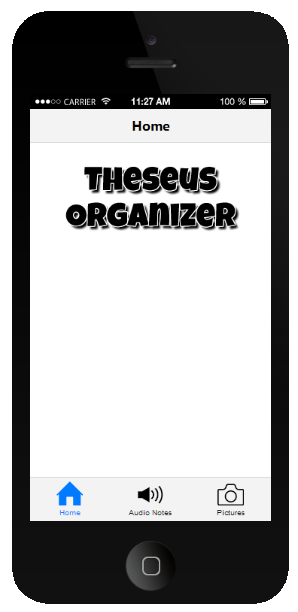 CARRIER 11:27 AM 100 %
Home
THESEUS
ORGANIZER
Home Audio Notes Pictures